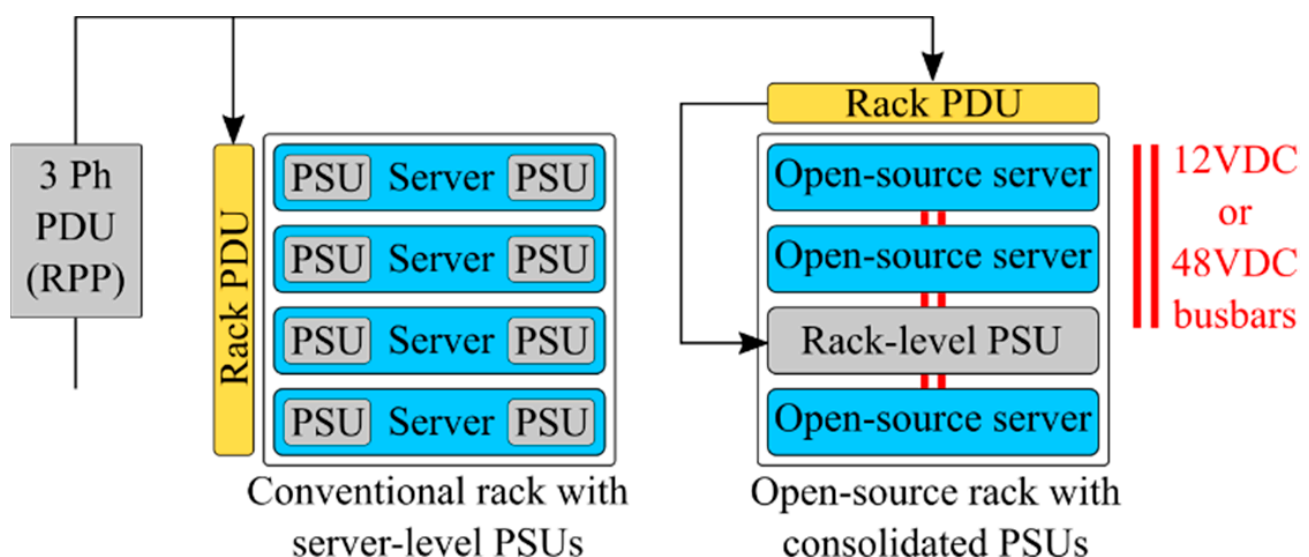 3 Ph
PDU
(RPP)
Rack PDU
PSU Server PSU
PSU Server PSU
PSU Server PSU
PSU Server PSU
Conventional rack with
server-level PSUs
Rack PDU
Open-source server
Open-source server
Rack-level PSU
Open-source server
12VDC
or
48VDC
busbars
Open-source rack with
consolidated PSUs